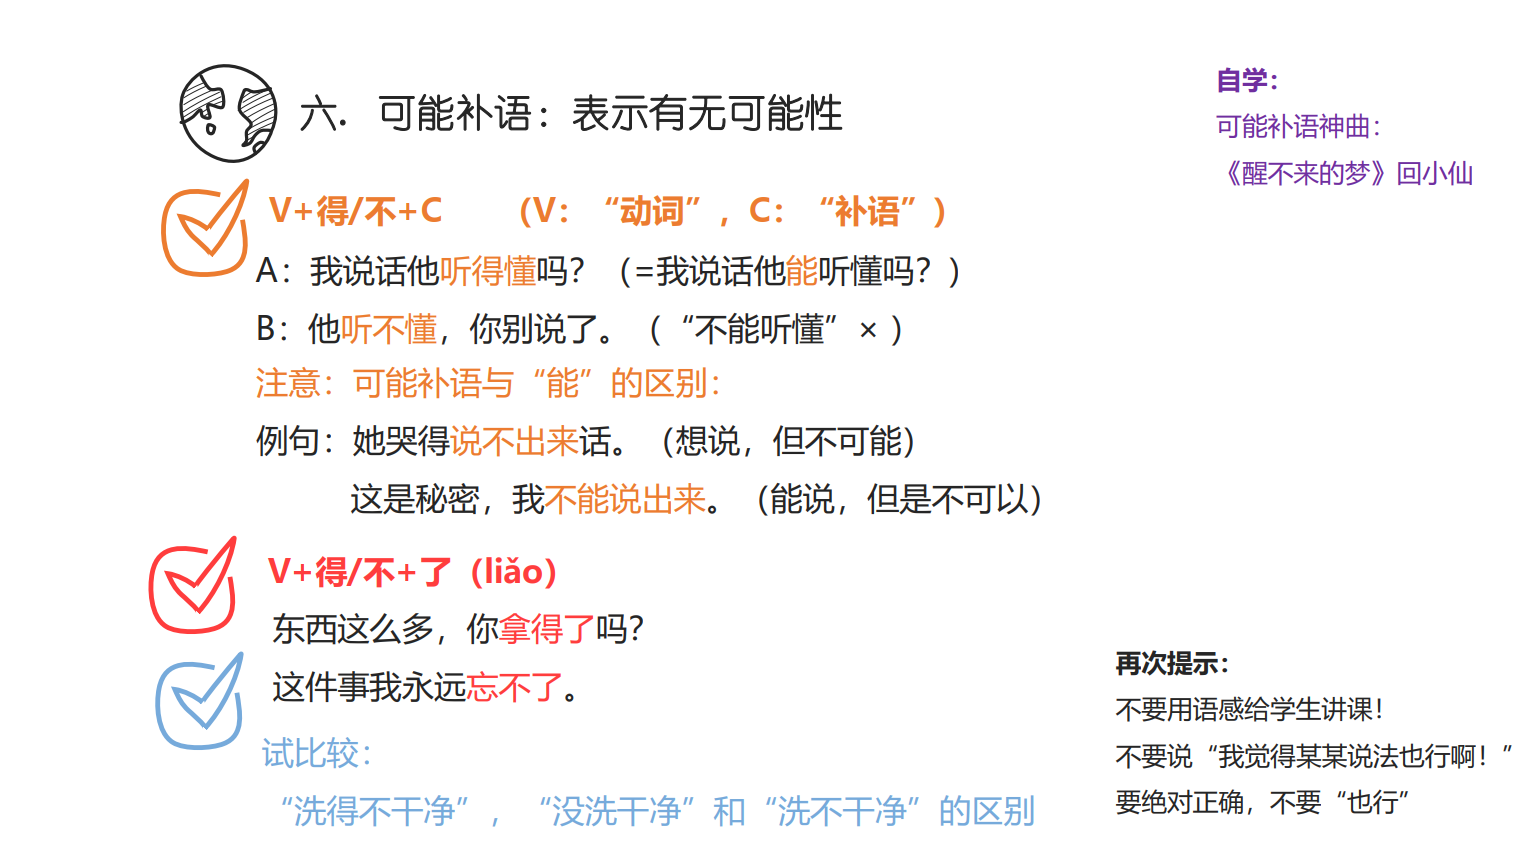 六. 可能补语：表示有无可能性
V+得/不+C （V：“动词”，C：“补语”）
A：我说话他听得懂吗？（=我说话他能听懂吗？）
B：他听不懂，你别说了。（“不能听懂”×）
注意：可能补语与“能”的区别：
例句：她哭得说不出来话。（想说，但不可能）
这是秘密，我不能说出来。（能说，但是不可以）
V+得/不+了（liǎo）
东西这么多，你拿得了吗？
这件事我永远忘不了。
试比较：
“洗得不干净”，“没洗干净”和“洗不干净”的区别
自学：
可能补语神曲：
《醒不来的梦》回小仙
再次提示：
不要用语感给学生讲课！
不要说“我觉得某某说法也行啊！”
要绝对正确，不要“也行”